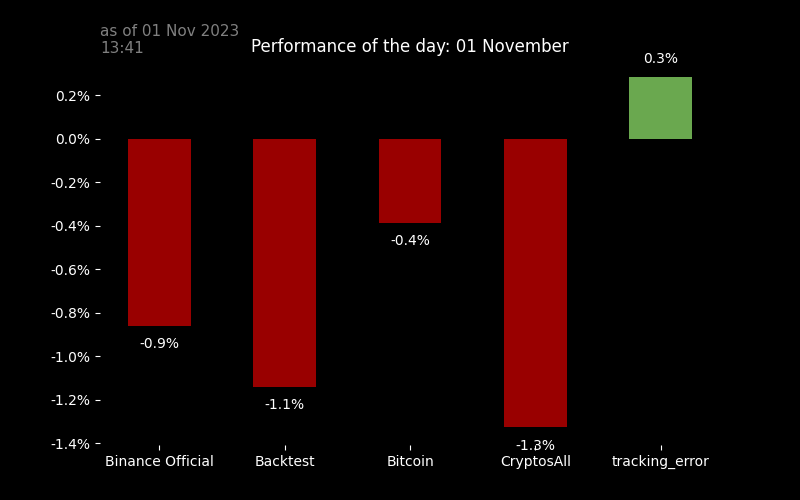 as of 01 Nov 2023
13:41
Performance of the day: 01 November
0.3%
0.2%
0.0%
-0.2%
-0.4%
-0.6%
-0.8%
-1.0%
-1.2%
-1.4%
-0.9%
-1.1%
-0.4%
-1.3%
Binance Official
Backtest
Bitcoin
CryptosAll
tracking_error